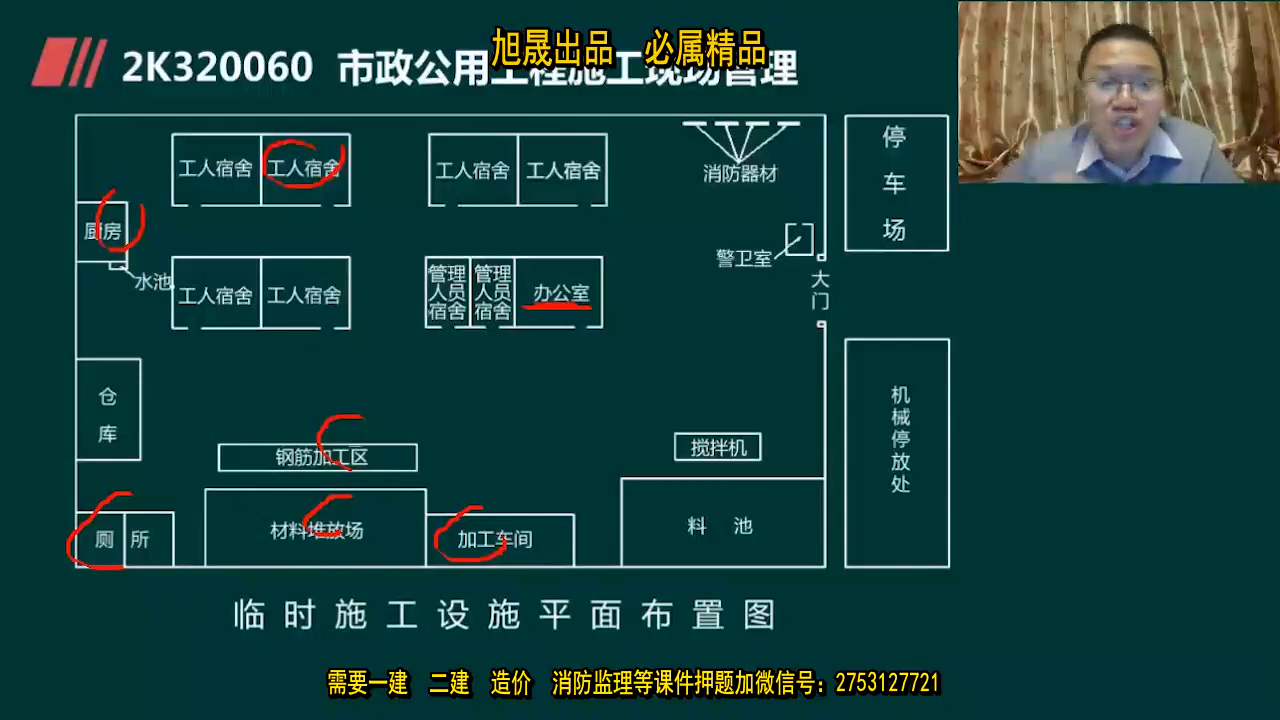 旭晟出品 必属精品
2K320060 市政公用工程施工现场管理
工人宿舍 工人宿舍
工人宿舍 工人宿舍
消防器材
停车场
厨房
水池
警卫室
大门
工人宿舍 工人宿舍
管理人员宿舍 管理人员宿舍 办公室
仓库
机械停放处
钢筋加工区
搅拌机
厕所
材料堆放场
加工车间
料池
临时施工设施平面布置图
需要一建 二建 造价 消防监理等课件押题加微信号：2753127721